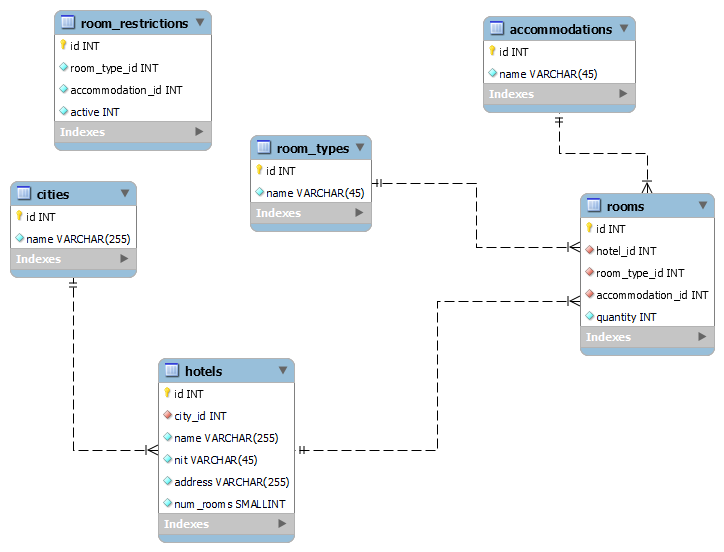 room_restrictions
id INT
room_type_id INT
accommodation_id INT
active INT
Indexes
accommodations
id INT
name VARCHAR(45)
Indexes
room_types
id INT
name VARCHAR(45)
Indexes
cities
id INT
name VARCHAR(255)
Indexes
rooms
id INT
hotel_id INT
room_type_id INT
accommodation_id INT
quantity INT
Indexes
hotels
id INT
city_id INT
name VARCHAR(255)
nit VARCHAR(45)
address VARCHAR(255)
num_rooms SMALLINT
Indexes